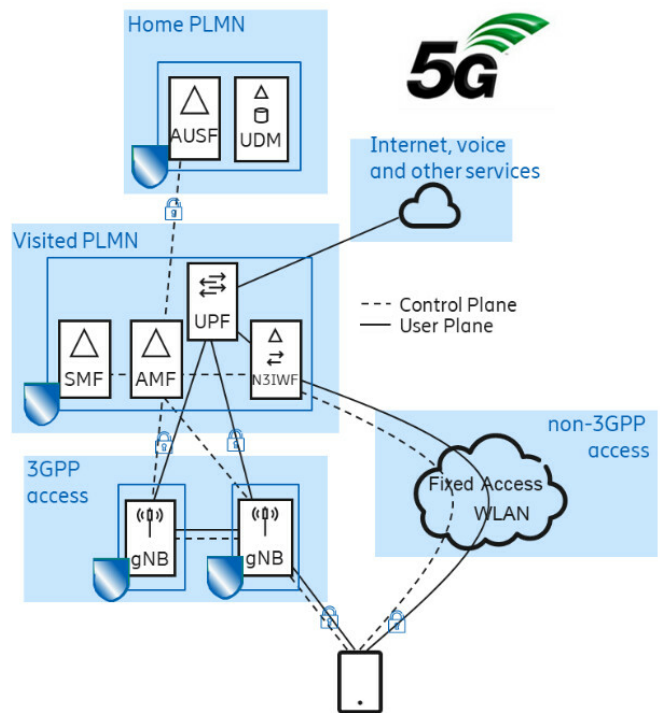 Home PLMN
5G
AUSF
UDM
Internet, voice
and other services
Visited PLMN
UPF
Control Plane
User Plane
SMF
AMF
N3IWF
non-3GPP
access
3GPP
access
Fixed Access
WLAN
gNB
gNB